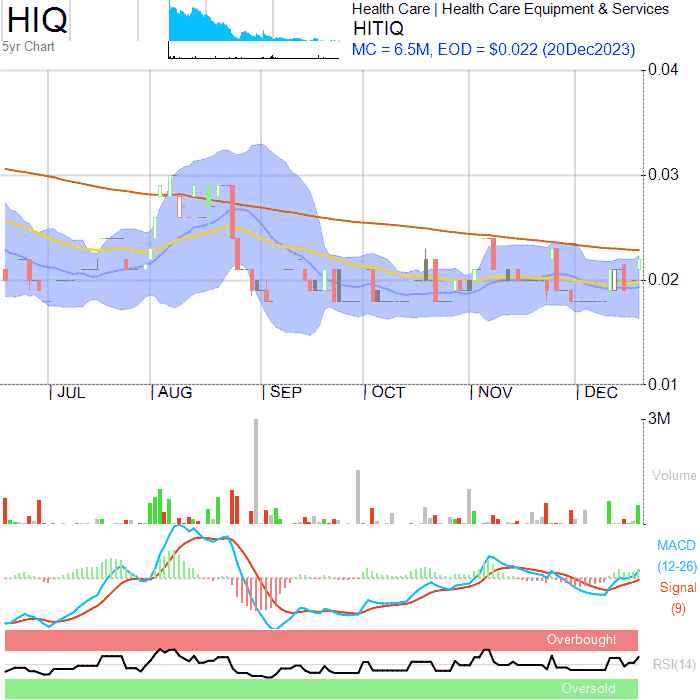 HIQ
5yr Chart
Health Care | Health Care Equipment & Services
HITIQ
MC = 6.5M, EOD = $0.022 (20Dec2023)
0.04
0.03
0.02
0.01
JUL AUG SEP OCT NOV DEC
3M
Volume
MACD
(12-26)
Signal
(9)
Overbought
RSI(14)
Oversold